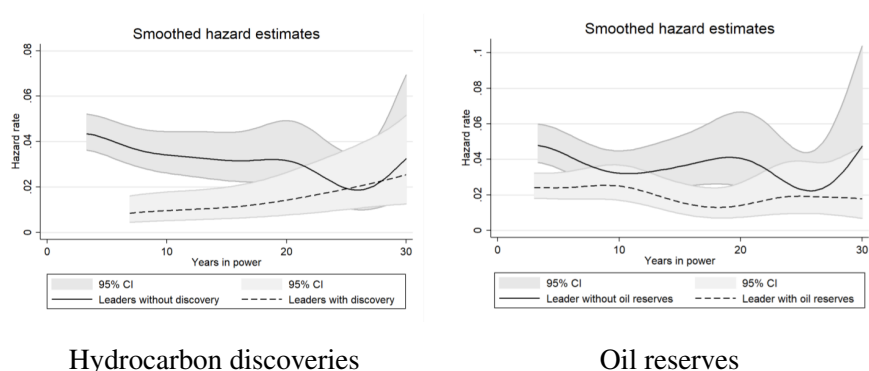 Smoothed hazard estimates
.08
.06
.04
.02
0
Hazard rate
0 10 20 30
Years in power
95% CI 95% CI
Leaders without discovery Leaders with discovery
Hydrocarbon discoveries
Smoothed hazard estimates
.1
.08
.06
.04
.02
0
Hazard rate
0 10 20 30
Years in power
95% CI 95% CI
Leader without oil reserves Leader with oil reserves
Oil reserves